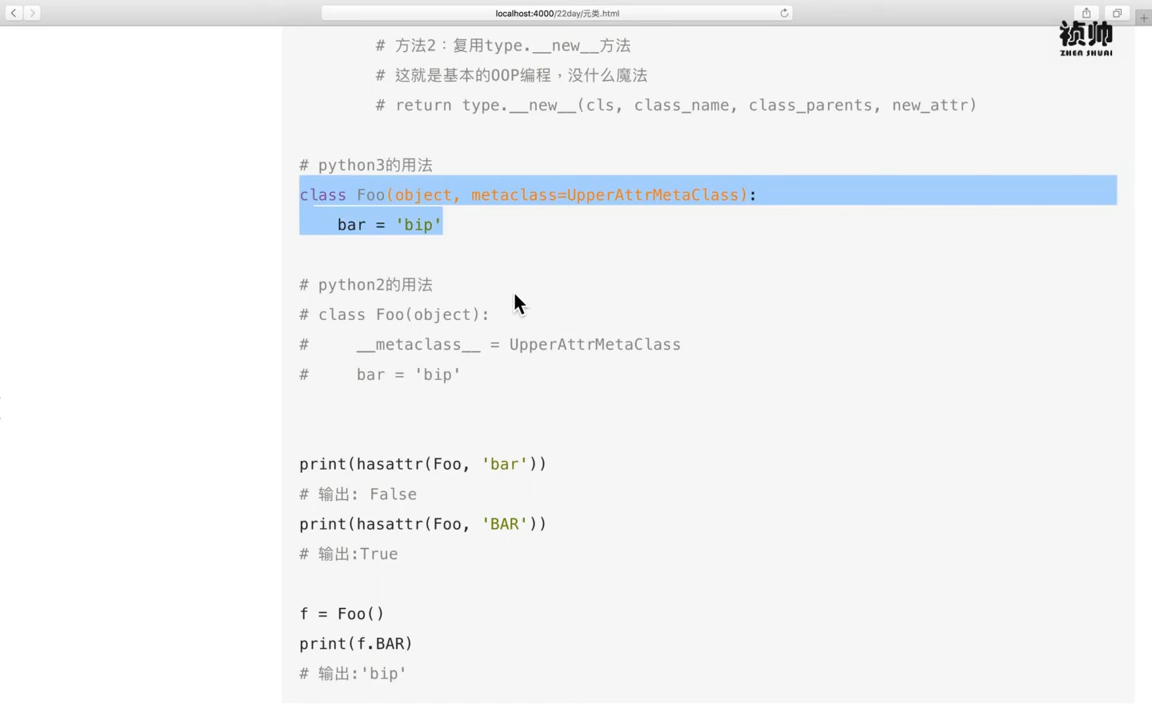 localhost:4000/22day/元类.html
祯帅
ZHEN SHUAI
# 方法2：复用type.__new__方法
# 这就是基本的OOP编程，没什么魔法
# return type.__new__(cls, class_name, class_parents, new_attr)
# python3的用法
class Foo(object, metaclass=UpperAttrMetaClass):
    bar = 'bip'
# python2的用法
# class Foo(object):
#     __metaclass__ = UpperAttrMetaClass
#     bar = 'bip'
print(hasattr(Foo, 'bar'))
# 输出: False
print(hasattr(Foo, 'BAR'))
# 输出:True
f = Foo()
print(f.BAR)
# 输出:'bip'